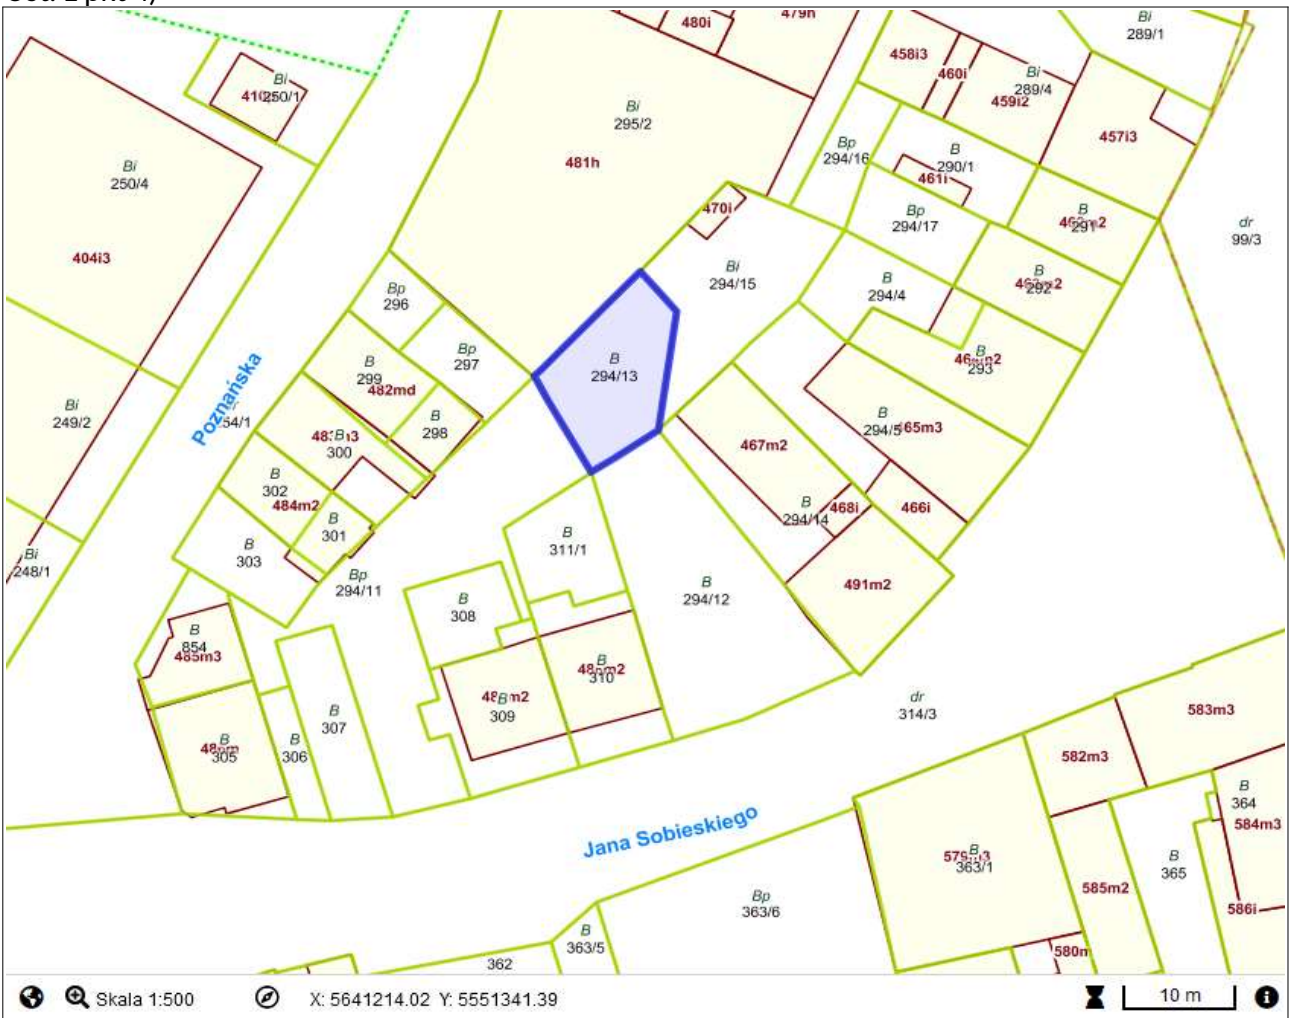 480i
479h
Bi
289/1
458i3
460i
Bi
289/4
459i2
457i3
Bi
250/1
Bi
295/2
481h
Bp
294/16
B
290/1
461i
Bi
250/4
404i3
470i
Bp
294/17
B
291
dr
99/3
Bi
294/15
B
294/4
B
292
Bp
296
Bp
297
B
294/13
B
293
B
299
482md
B
298
Poznańska
Bi
249/2
B
300
B
294/5
467m2
B
302
484m2
B
301
B
294/14
468i
466i
B
303
Bp
294/11
B
311/1
Bi
248/1
B
308
B
294/12
491m2
B
854
485m3
B
310
B
309
B
305
B
306
B
307
dr
314/3
583m3
582m3
B
364
584m3
Jana Sobieskiego
B
363/1
B
365
585m2
586i
Bp
363/6
B
363/5
362
Skala 1:500
X: 5641214.02 Y: 5551341.39
10 m